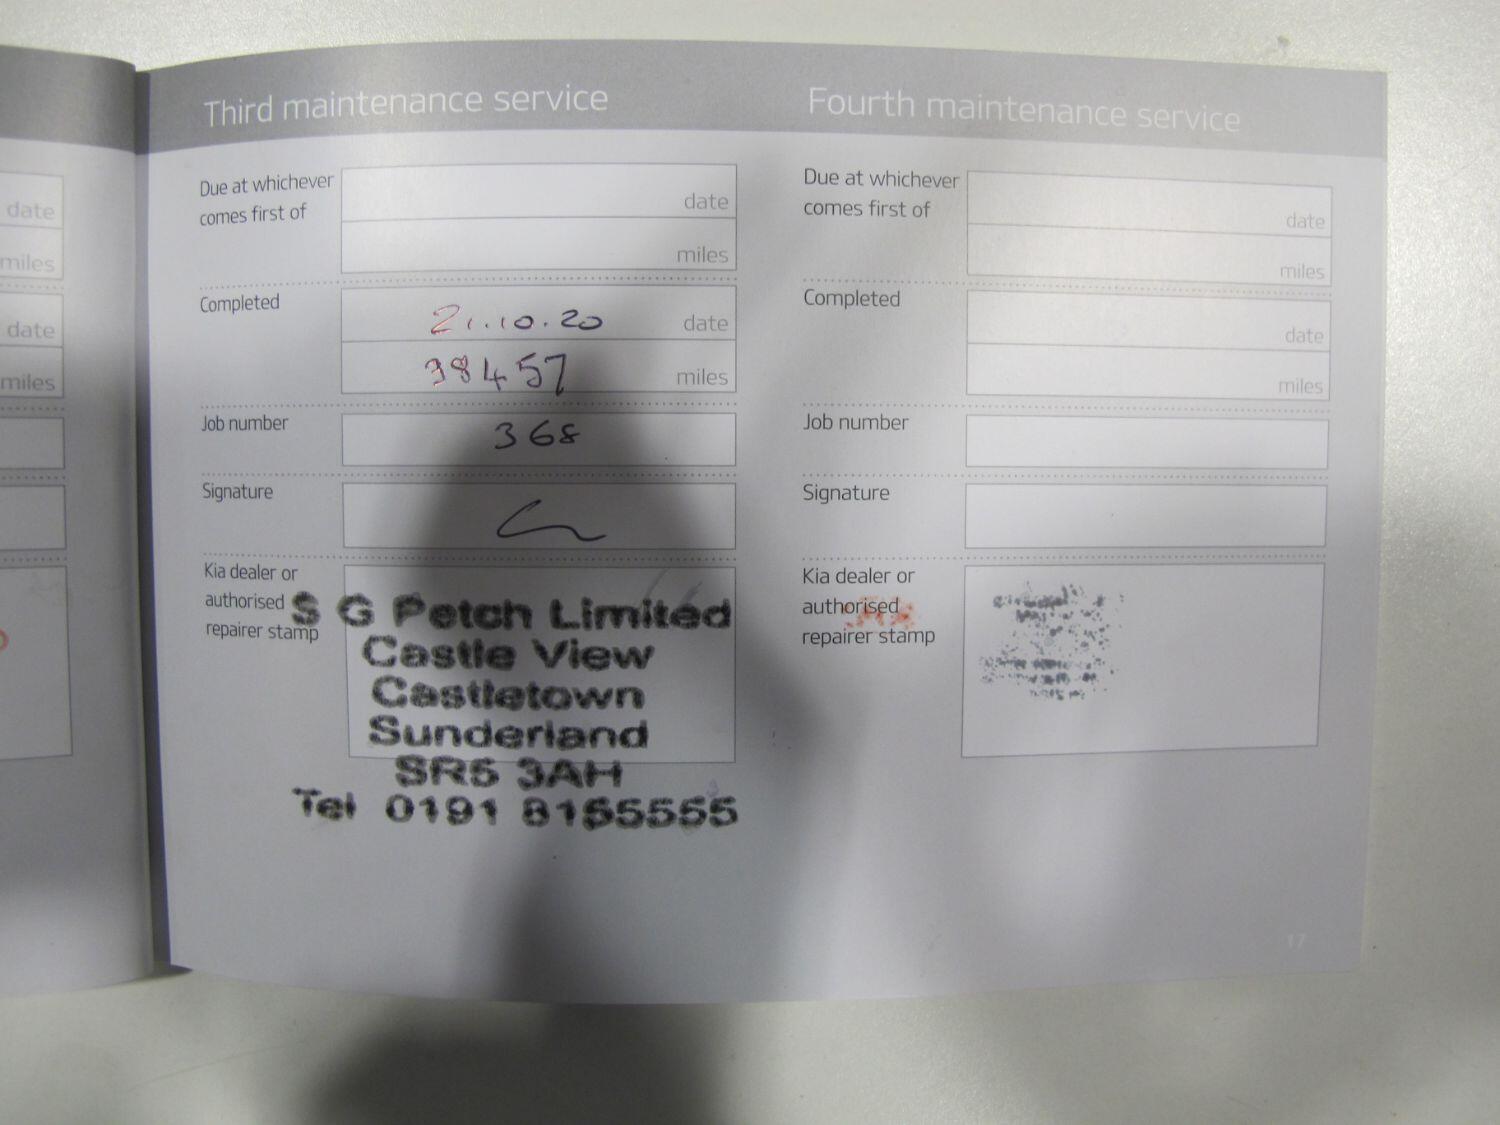 Third maintenance service
Due at whichever
comes first of
date
miles
Completed
21.10.20 date
38457 miles
Job number
368
Signature
Kia dealer or
authorised
repairer stamp
S G Petch Limited
Castle View
Castletown
Sunderland
SR5 3AH
Tel 0191 8155555
Fourth maintenance service
Due at whichever
comes first of
date
miles
Completed
date
miles
Job number
Signature
Kia dealer or
authorised
repairer stamp
17
date
miles
date
miles